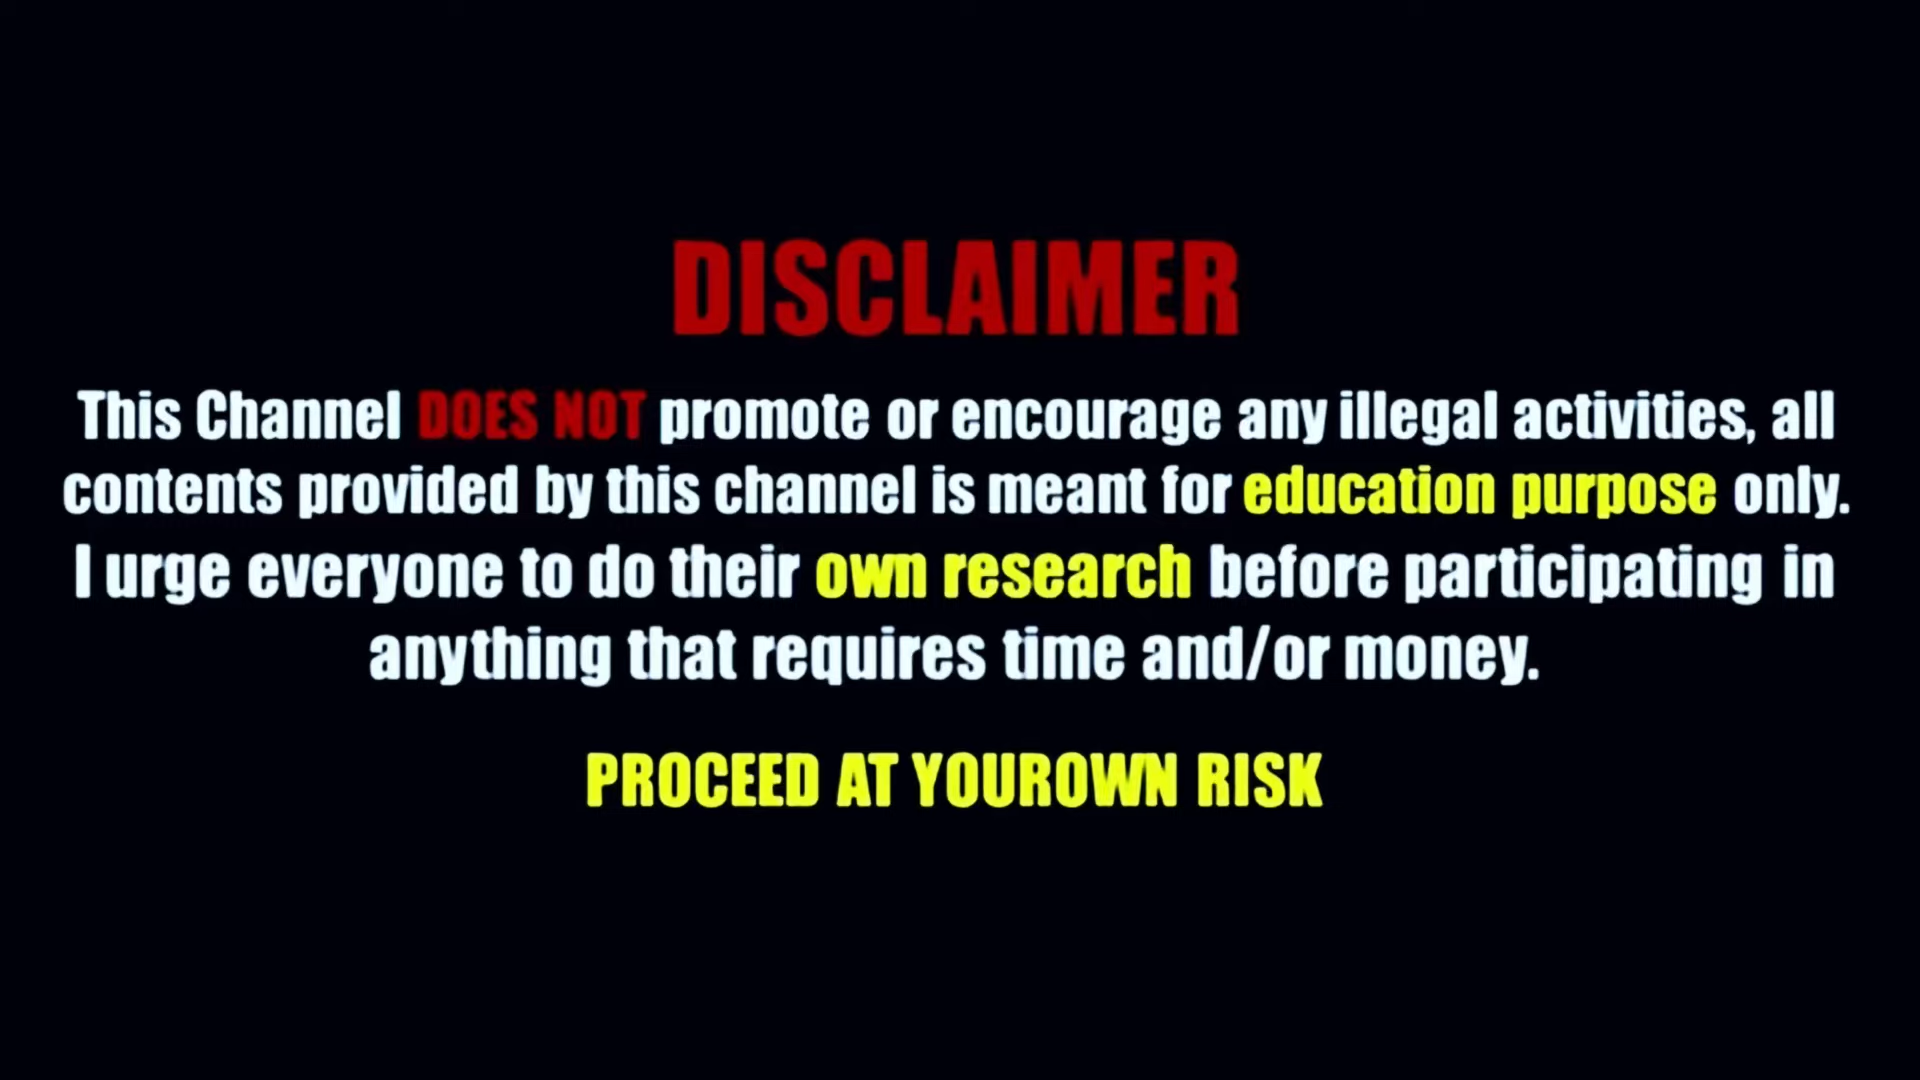 DISCLAIMER
This Channel DOES NOT promote or encourage any illegal activities, all
contents provided by this channel is meant for education purpose only.
I urge everyone to do their own research before participating in
anything that requires time and/or money.
PROCEED AT YOUROWN RISK